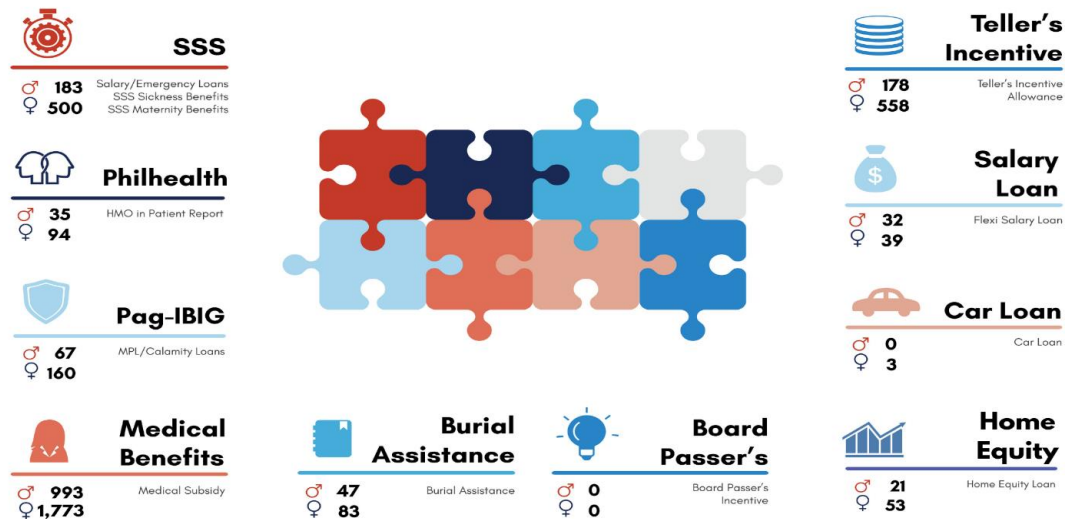 SSS
♂ 183
♀ 500
Salary/Emergency Loans
SSS Sickness Benefits
SSS Maternity Benefits
Philhealth
♂ 35
♀ 94
HMO in Patient Report
Pag-IBIG
♂ 67
♀ 160
MPL/Calamity Loans
Medical
Benefits
♂ 993
♀ 1,773
Medical Subsidy
Burial
Assistance
♂ 47
♀ 83
Burial Assistance
Board
Passer's
♂ 0
♀ 0
Board Passer's
Incentive
Teller's
Incentive
♂ 178
♀ 558
Teller's Incentive
Allowance
$
Salary
Loan
♂ 32
♀ 39
Flexi Salary Loan
Car Loan
♂ 0
♀ 3
Car Loan
Home
Equity
♂ 21
♀ 53
Home Equity Loan